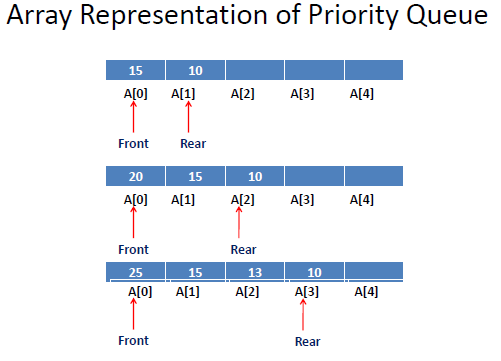 Array Representation of Priority Queue
15 10
A[0] A[1] A[2] A[3] A[4]
Front Rear
20 15 10
A[0] A[1] A[2] A[3] A[4]
Front Rear
25 15 13 10
A[0] A[1] A[2] A[3] A[4]
Front Rear